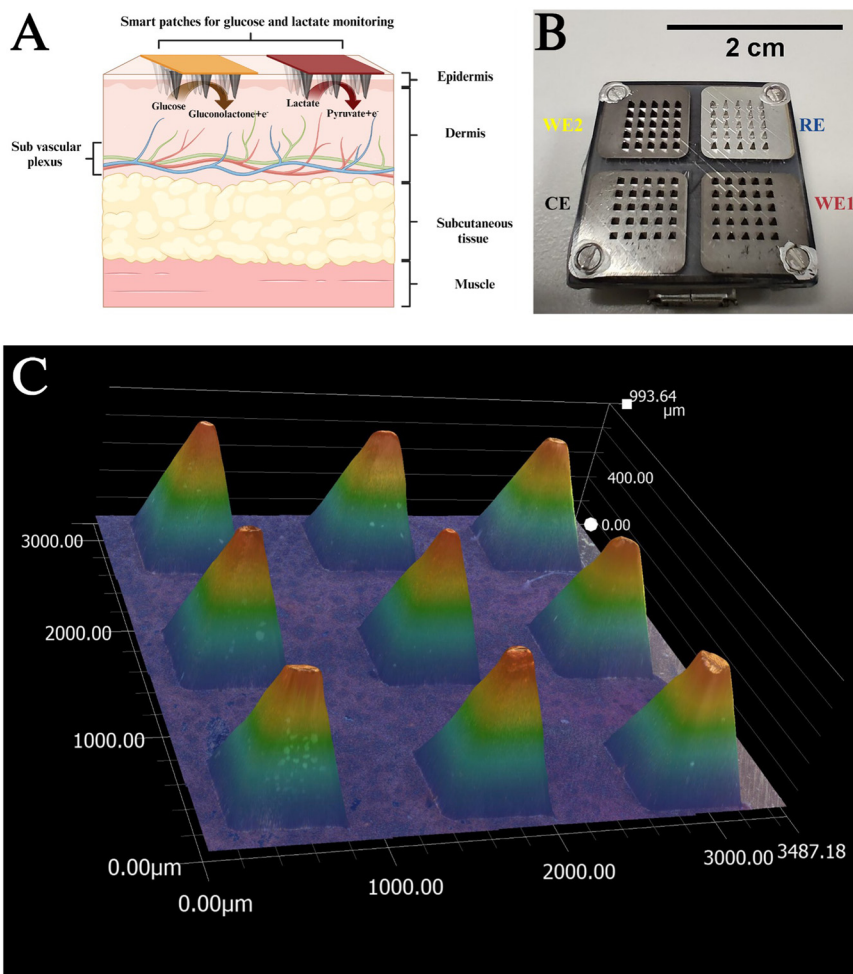 A
Smart patches for glucose and lactate monitoring
Epidermis
Glucose
Gluconolactone+e-
Lactate
Pyruvate+e-
Dermis
Sub vascular
plexus
Subcutaneous
tissue
Muscle
B
2 cm
WE2
RE
CE
WE1
C
993.64
µm
400.00
0.00
3000.00
2000.00
1000.00
0.00µm
0.00µm
1000.00
2000.00
3000.00
3487.18